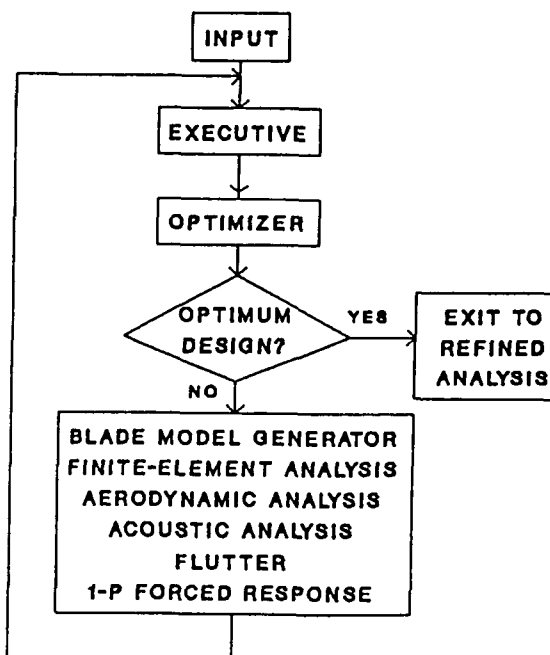 INPUT
EXECUTIVE
OPTIMIZER
OPTIMUM
DESIGN?
YES
EXIT TO
REFINED
ANALYSIS
NO
BLADE MODEL GENERATOR
FINITE-ELEMENT ANALYSIS
AERODYNAMIC ANALYSIS
ACOUSTIC ANALYSIS
FLUTTER
1-P FORCED RESPONSE